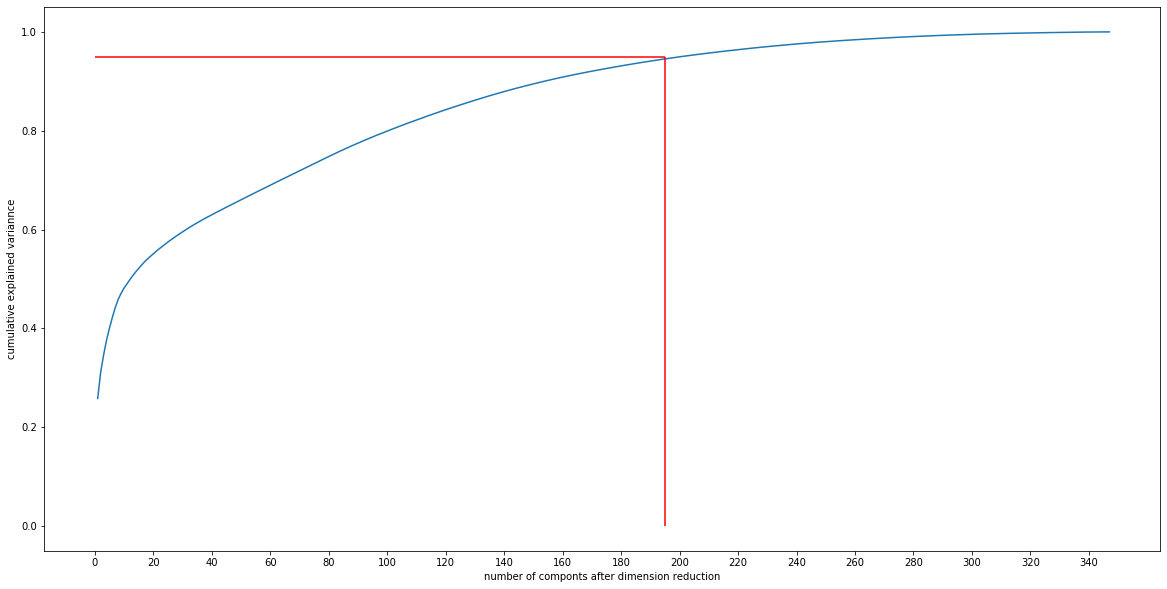 1.0
0.8
0.6
0.4
0.2
0.0
cumulative explained variannce
0 20 40 60 80 100 120 140 160 180 200 220 240 260 280 300 320 340
number of componts after dimension reduction